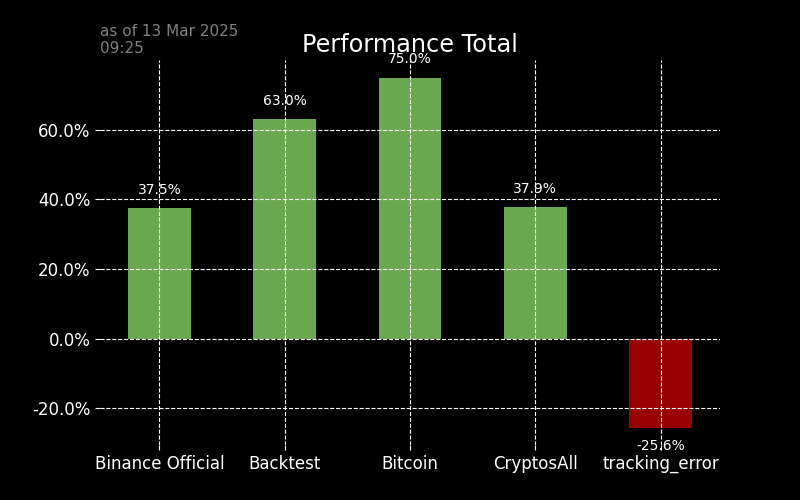 as of 13 Mar 2025
09:25
Performance Total
75.0%
63.0%
37.5%
37.9%
-25.6%
60.0%
40.0%
20.0%
0.0%
-20.0%
Binance Official
Backtest
Bitcoin
CryptosAll
tracking_error